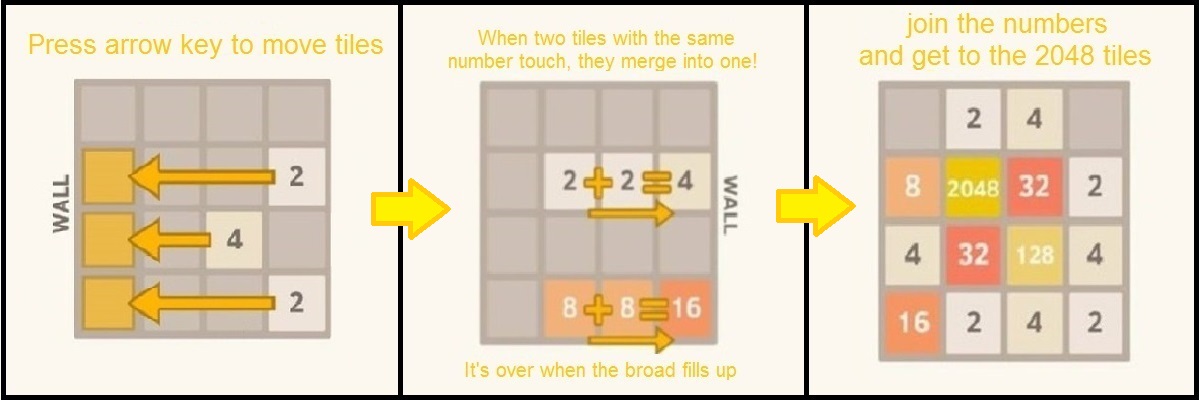 Press arrow key to move tiles
WALL
2
4
2
When two tiles with the same
number touch, they merge into one!
2 + 2 = 4
WALL
8 + 8 = 16
It's over when the broad fills up
join the numbers
and get to the 2048 tiles
2 4
8 2048 32 2
4 32 128 4
16 2 4 2